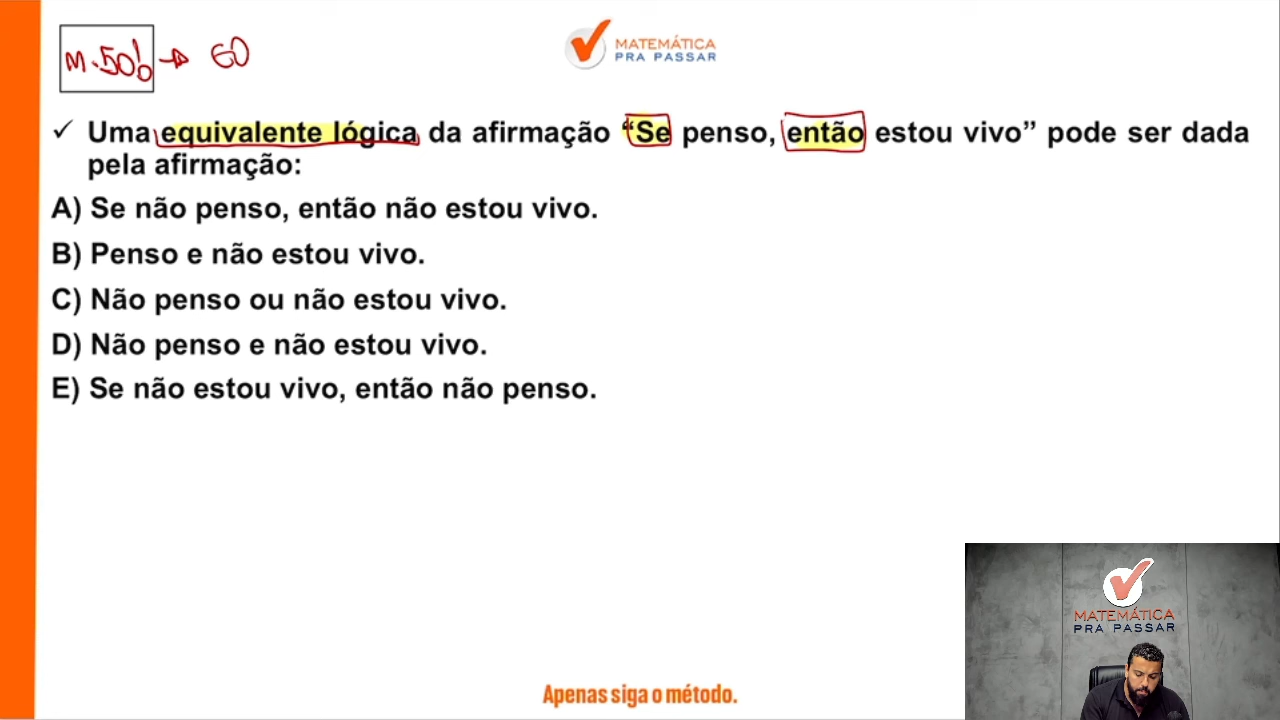 MATEMÁTICA
PRA PASSAR
✓ Uma equivalente lógica da afirmação “Se penso, então estou vivo” pode ser dada
pela afirmação:
A) Se não penso, então não estou vivo.
B) Penso e não estou vivo.
C) Não penso ou não estou vivo.
D) Não penso e não estou vivo.
E) Se não estou vivo, então não penso.
MATEMÁTICA
PRA PASSAR
Apenas siga o método.